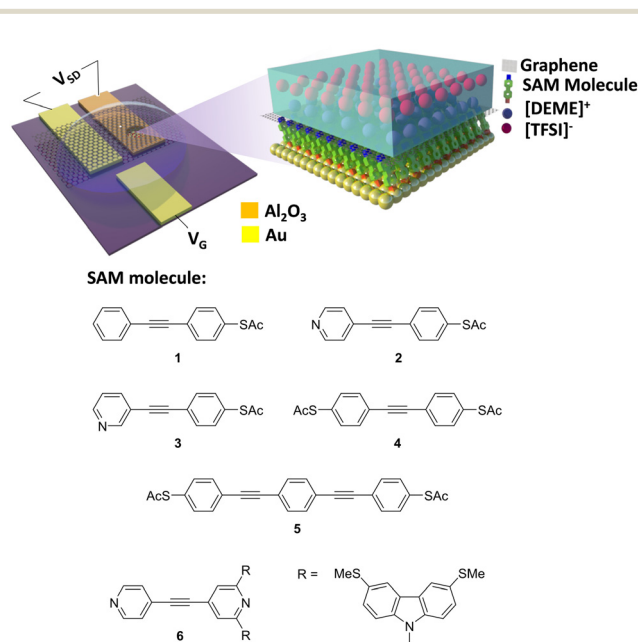 V_SD
Graphene
SAM Molecule
[DEME]⁺
[TFSI]⁻
Al₂O₃
Au
V_G
SAM molecule:
SAc
1
N
SAc
2
N
SAc
3
AcS
SAc
4
AcS
SAc
5
R
N
N
R
6
R =
MeS
SMe
N